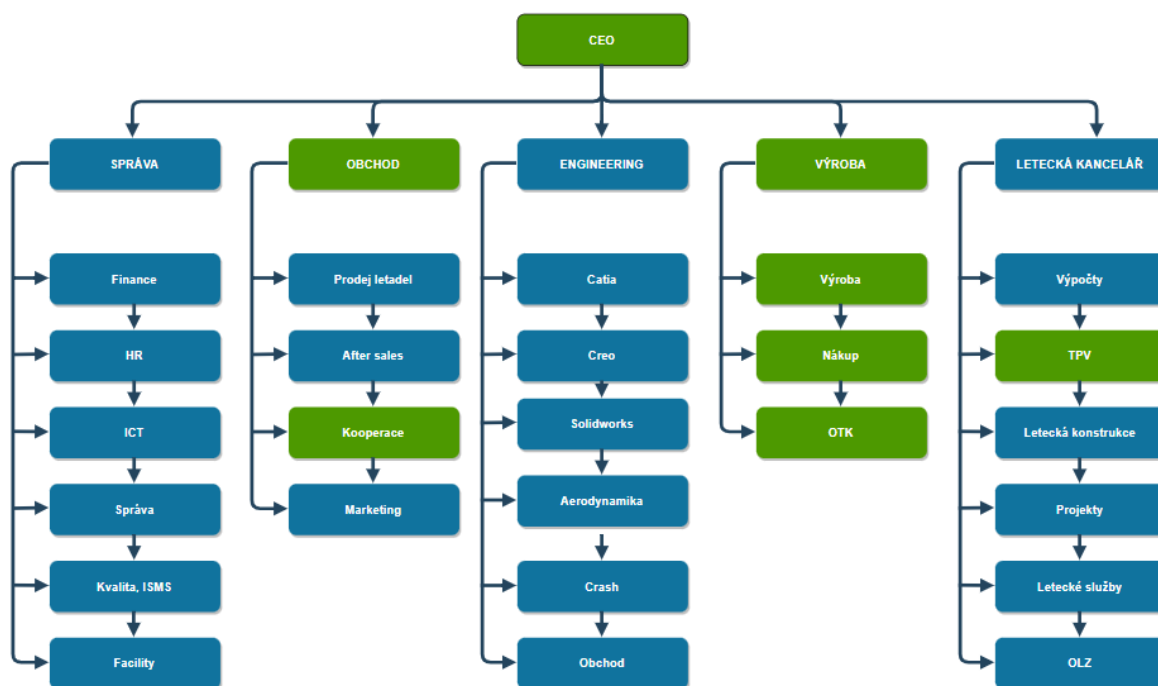 CEO
SPRÁVA
OBCHOD
ENGINEERING
VÝROBA
LETECKÁ KANCELÁŘ
Finance
Prodej letadel
Catia
Výroba
Výpočty
HR
After sales
Creo
Nákup
TPV
ICT
Kooperace
Solidworks
OTK
Letecká konstrukce
Správa
Marketing
Aerodynamika
Projekty
Kvalita, ISMS
Crash
Letecké služby
Facility
Obchod
OLZ